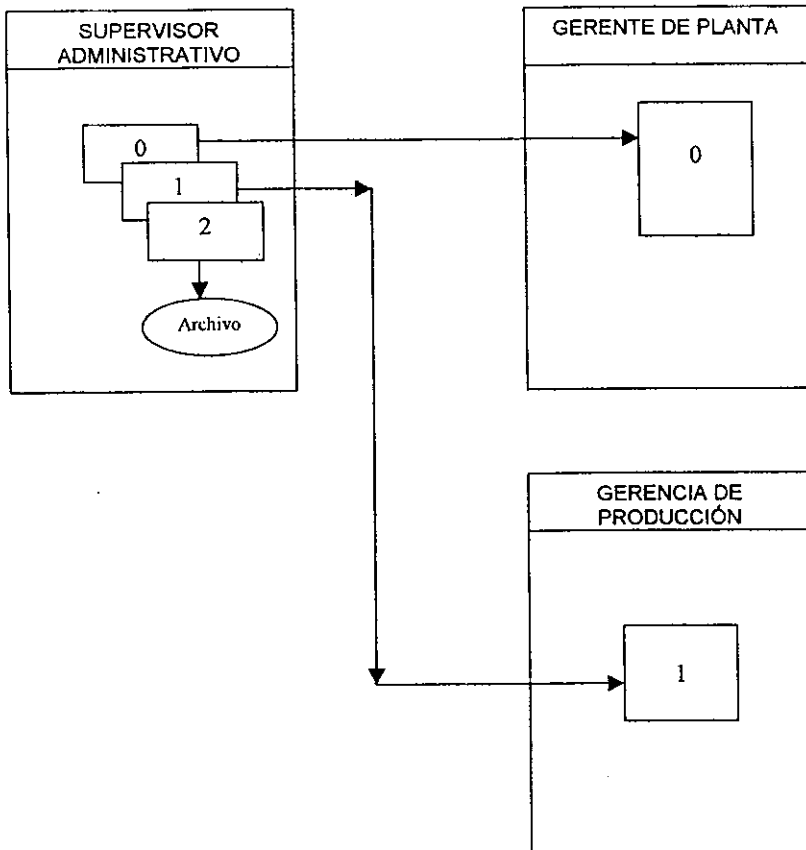 SUPERVISOR
ADMINISTRATIVO
0
1
2
Archivo
GERENTE DE PLANTA
0
GERENCIA DE
PRODUCCIÓN
1